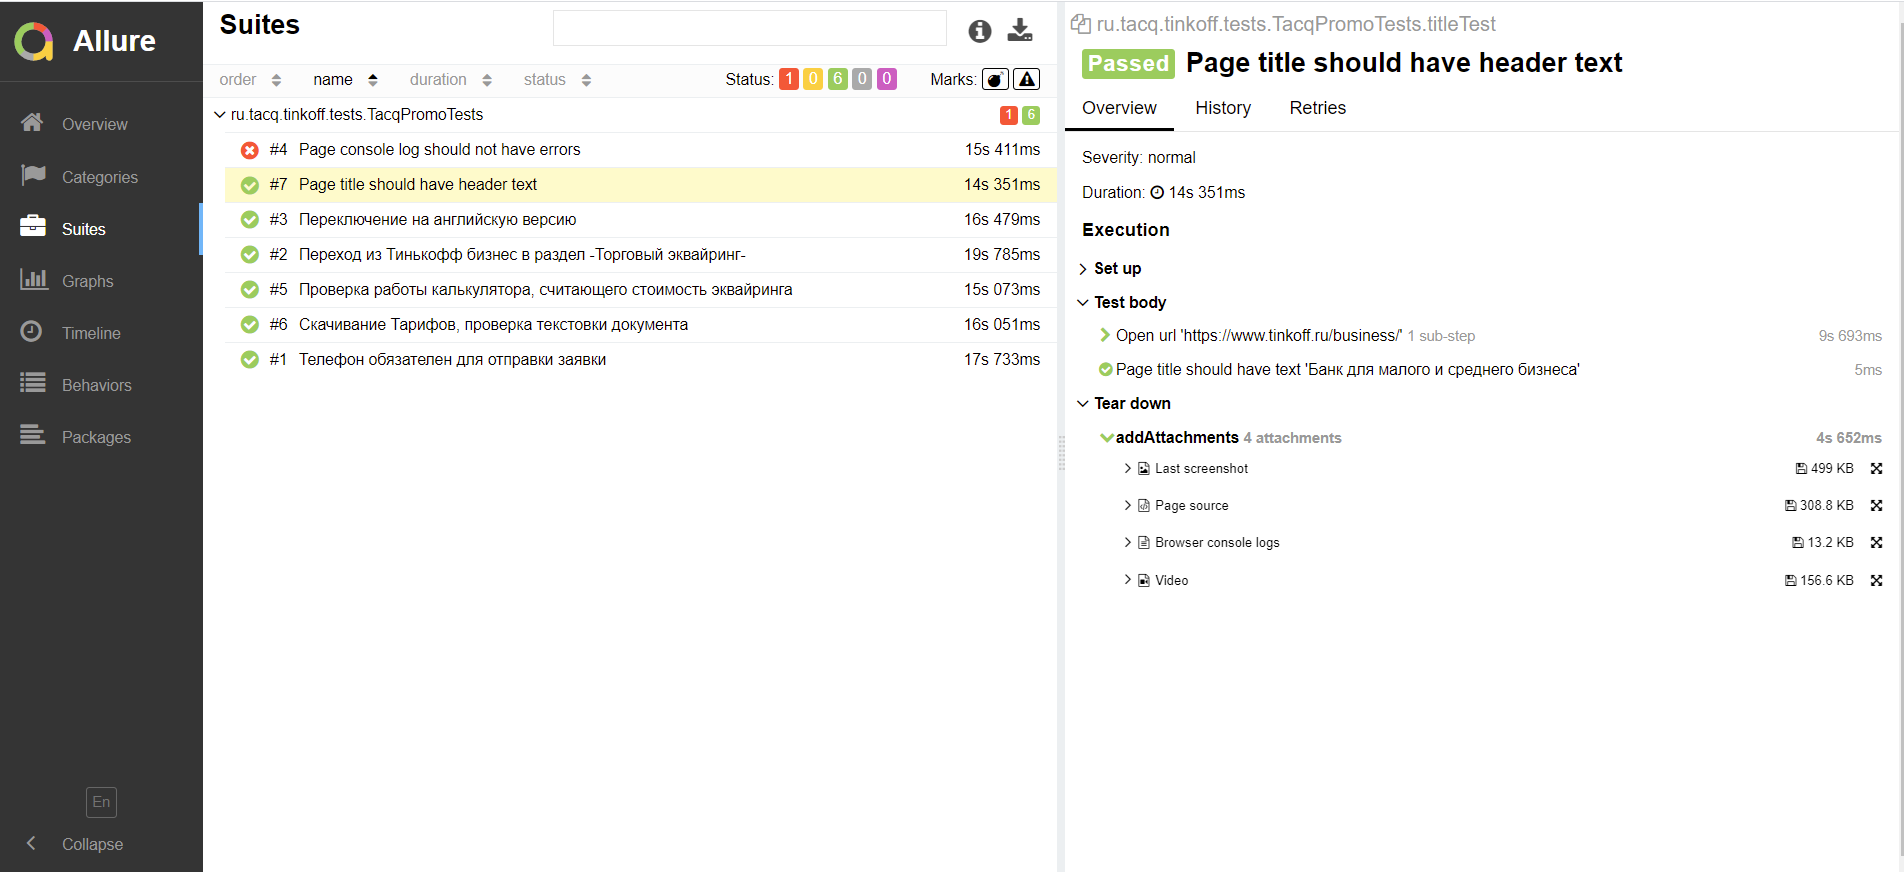 Allure
Overview
Categories
Suites
Graphs
Timeline
Behaviors
Packages
En
Collapse
Suites
order name duration status Status: 1 0 6 0 0 Marks:
ru.tacq.tinkoff.tests.TacqPromoTests 1 6
#4 Page console log should not have errors 15s 411ms
#7 Page title should have header text 14s 351ms
#3 Переключение на английскую версию 16s 479ms
#2 Переход из Тинькофф бизнес в раздел -Торговый эквайринг- 19s 785ms
#5 Проверка работы калькулятора, считающего стоимость эквайринга 15s 073ms
#6 Скачивание Тарифов, проверка текстовки документа 16s 051ms
#1 Телефон обязателен для отправки заявки 17s 733ms
ru.tacq.tinkoff.tests.TacqPromoTests.titleTest
Passed Page title should have header text
Overview History Retries
Severity: normal
Duration: 14s 351ms
Execution
Set up
Test body
Open url 'https://www.tinkoff.ru/business/' 1 sub-step 9s 693ms
Page title should have text 'Банк для малого и среднего бизнеса' 5ms
Tear down
addAttachments 4 attachments 4s 652ms
Last screenshot 499 KB
Page source 308.8 KB
Browser console logs 13.2 KB
Video 156.6 KB